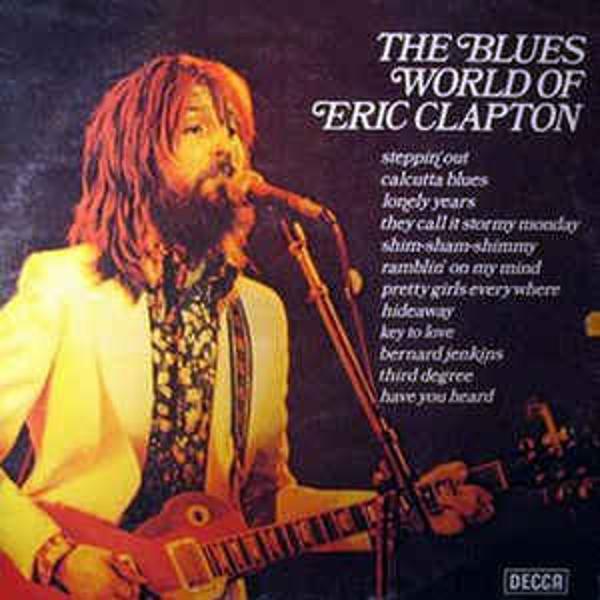 THE BLUES
WORLD OF
ERIC CLAPTON
steppin' out
calcutta blues
lonely years
they call it stormy monday
shim-sham-shimmy
ramblin' on my mind
pretty girls everywhere
hideaway
key to love
bernard jenkins
third degree
have you heard
DECCA